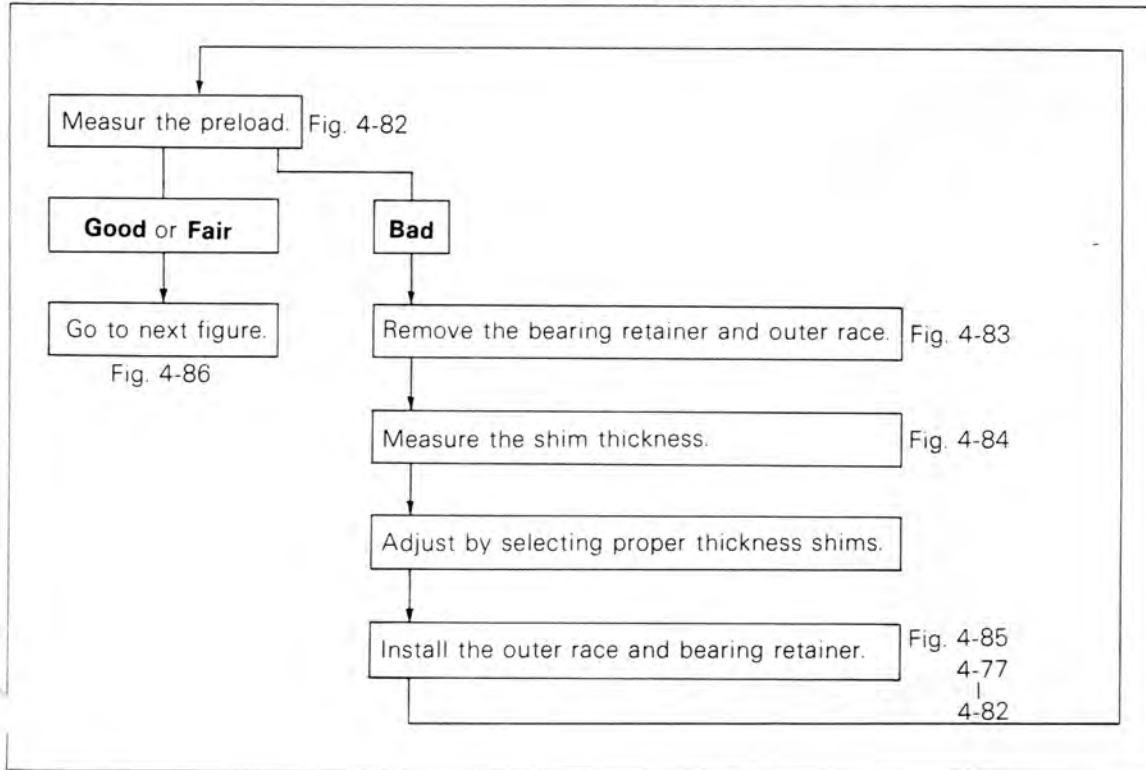 Measur the preload. Fig. 4-82
Good or Fair
Bad
Go to next figure.
Fig. 4-86
Remove the bearing retainer and outer race. Fig. 4-83
Measure the shim thickness. Fig. 4-84
Adjust by selecting proper thickness shims.
Install the outer race and bearing retainer. Fig. 4-85
4-77
|
4-82